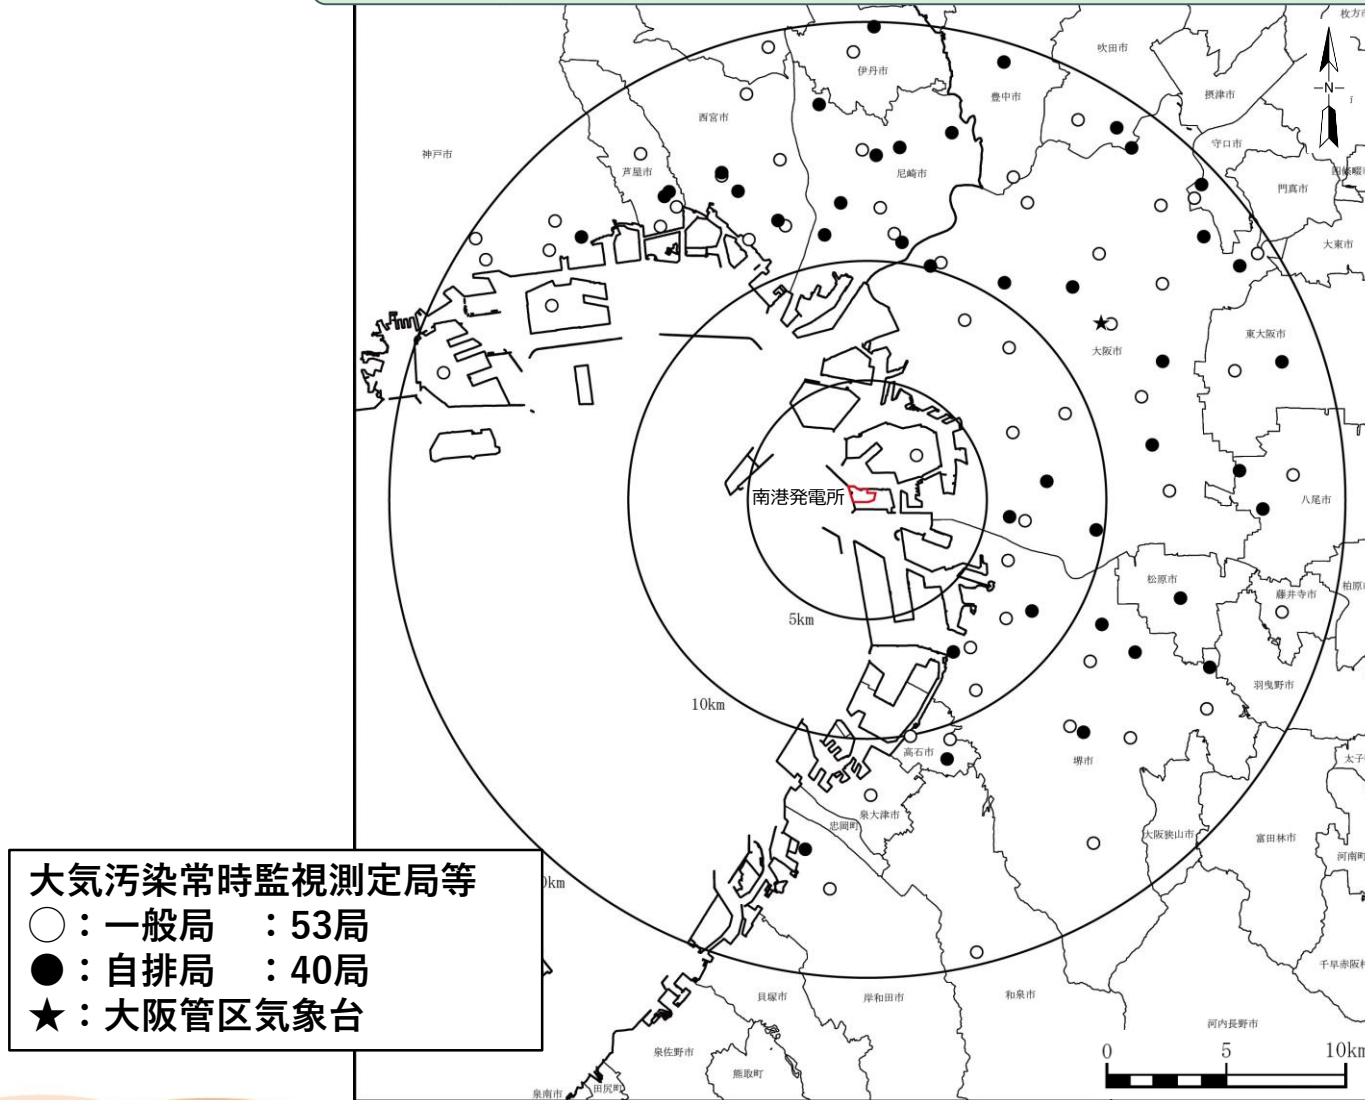 枚方市
吹田市
伊丹市
豊中市
摂津市
N
西宮市
神戸市
守口市
芦屋市
尼崎市
四條畷市
門真市
大東市
東大阪市
大阪市
南港発電所
八尾市
松原市
藤井寺市
柏原市
5km
羽曳野市
10km
高石市
堺市
太子
泉大津市
忠岡町
大阪狭山市
富田林市
河南町
大気汚染常時監視測定局等
○：一般局　：53局
●：自排局　：40局
★：大阪管区気象台
0km
千早赤阪村
貝塚市
岸和田市
和泉市
河内長野市
泉佐野市
熊取町
田尻町
泉南市
0 5 10km